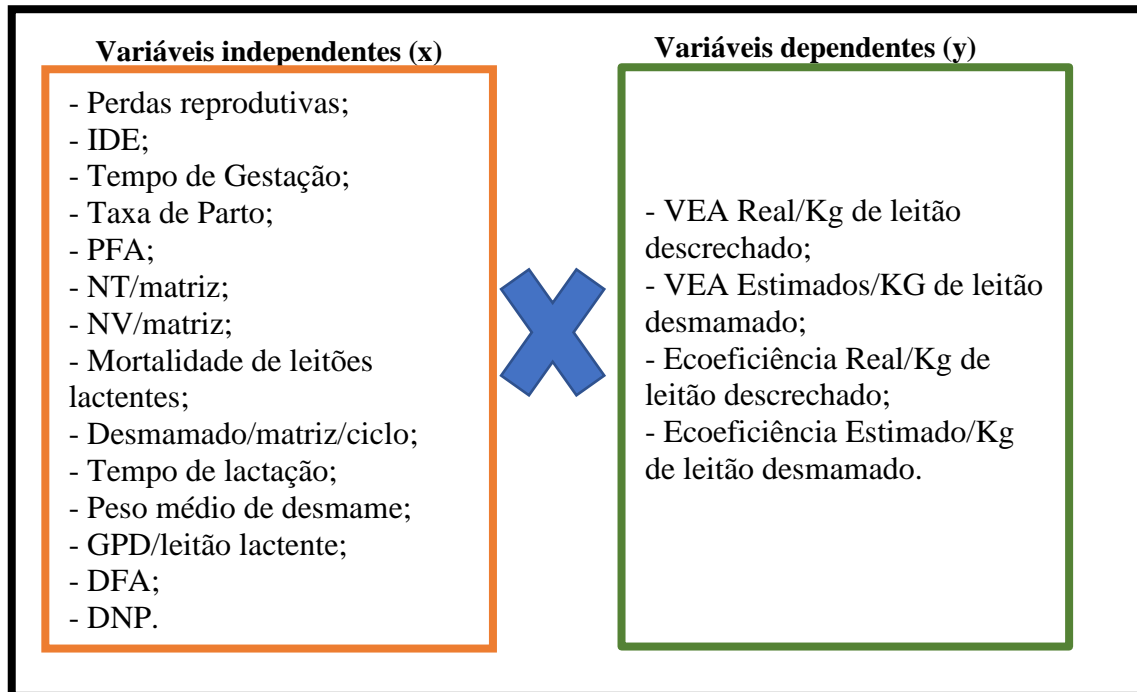 Variáveis independentes (x)
- Perdas reprodutivas;
- IDE;
- Tempo de Gestação;
- Taxa de Parto;
- PFA;
- NT/matriz;
- NV/matriz;
- Mortalidade de leitões
lactentes;
- Desmamado/matriz/ciclo;
- Tempo de lactação;
- Peso médio de desmame;
- GPD/leitão lactente;
- DFA;
- DNP.
Variáveis dependentes (y)
- VEA Real/Kg de leitão
descrechado;
- VEA Estimados/KG de leitão
desmamado;
- Ecoeficiência Real/Kg de
leitão descrechado;
- Ecoeficiência Estimado/Kg
de leitão desmamado.